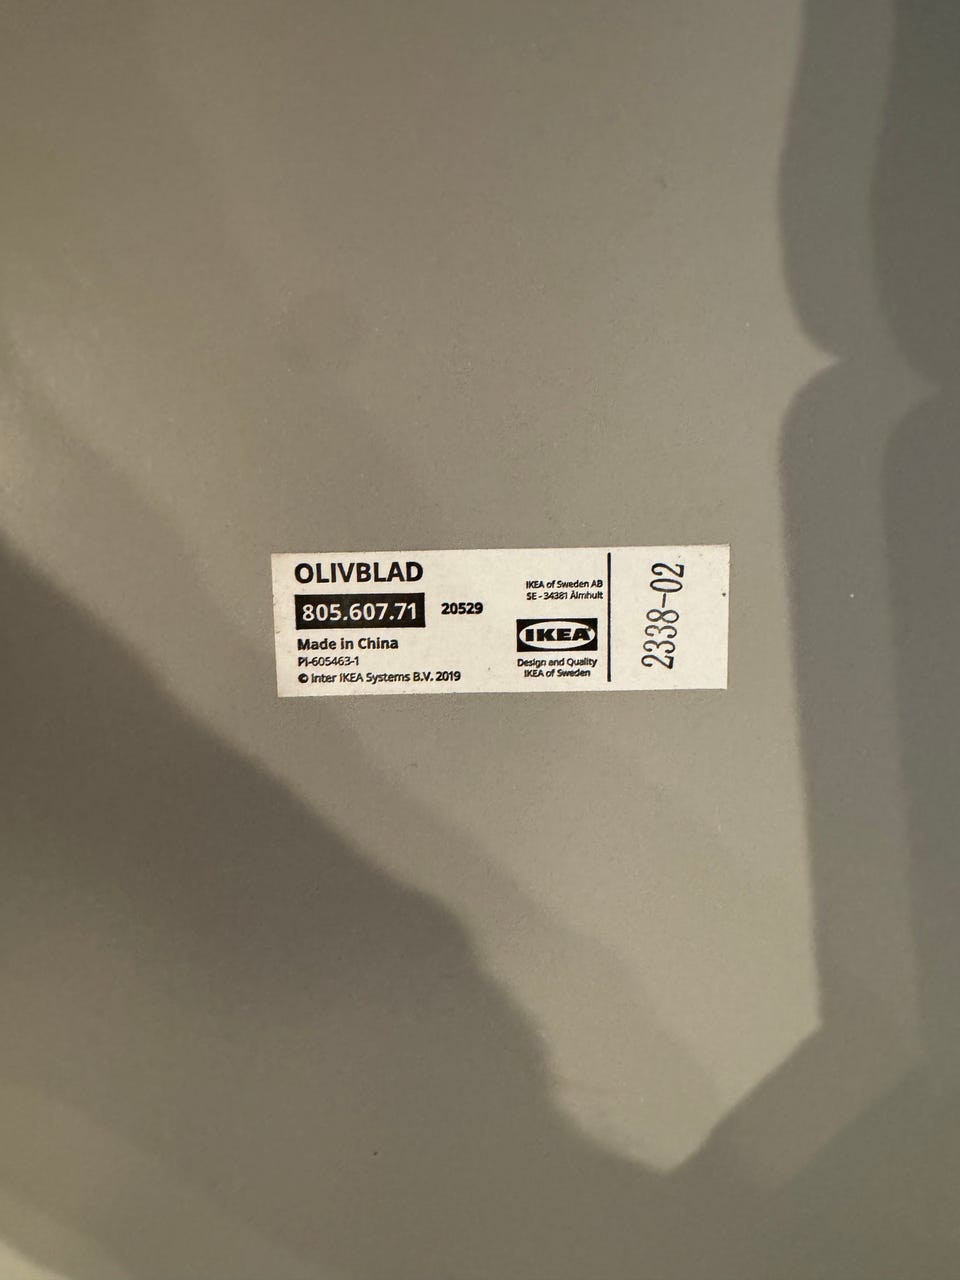 OLIVBLAD
805.607.71 20529
Made in China
PI-605463-1
© Inter IKEA Systems B.V. 2019
IKEA of Sweden AB
SE - 34381 Älmhult
IKEA
Design and Quality
IKEA of Sweden
2338-02